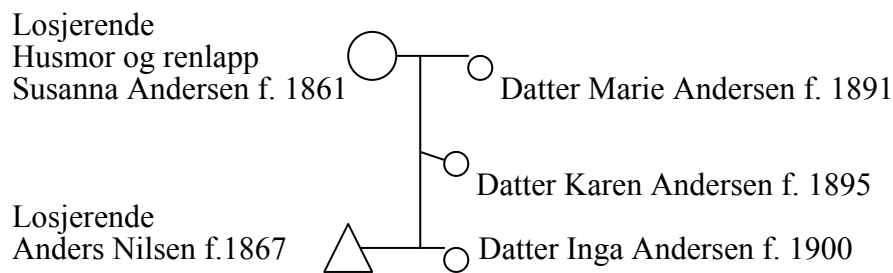 Losjerende
Husmor og renlapp
Susanna Andersen f. 1861
Datter Marie Andersen f. 1891
Datter Karen Andersen f. 1895
Losjerende
Anders Nilsen f.1867
Datter Inga Andersen f. 1900